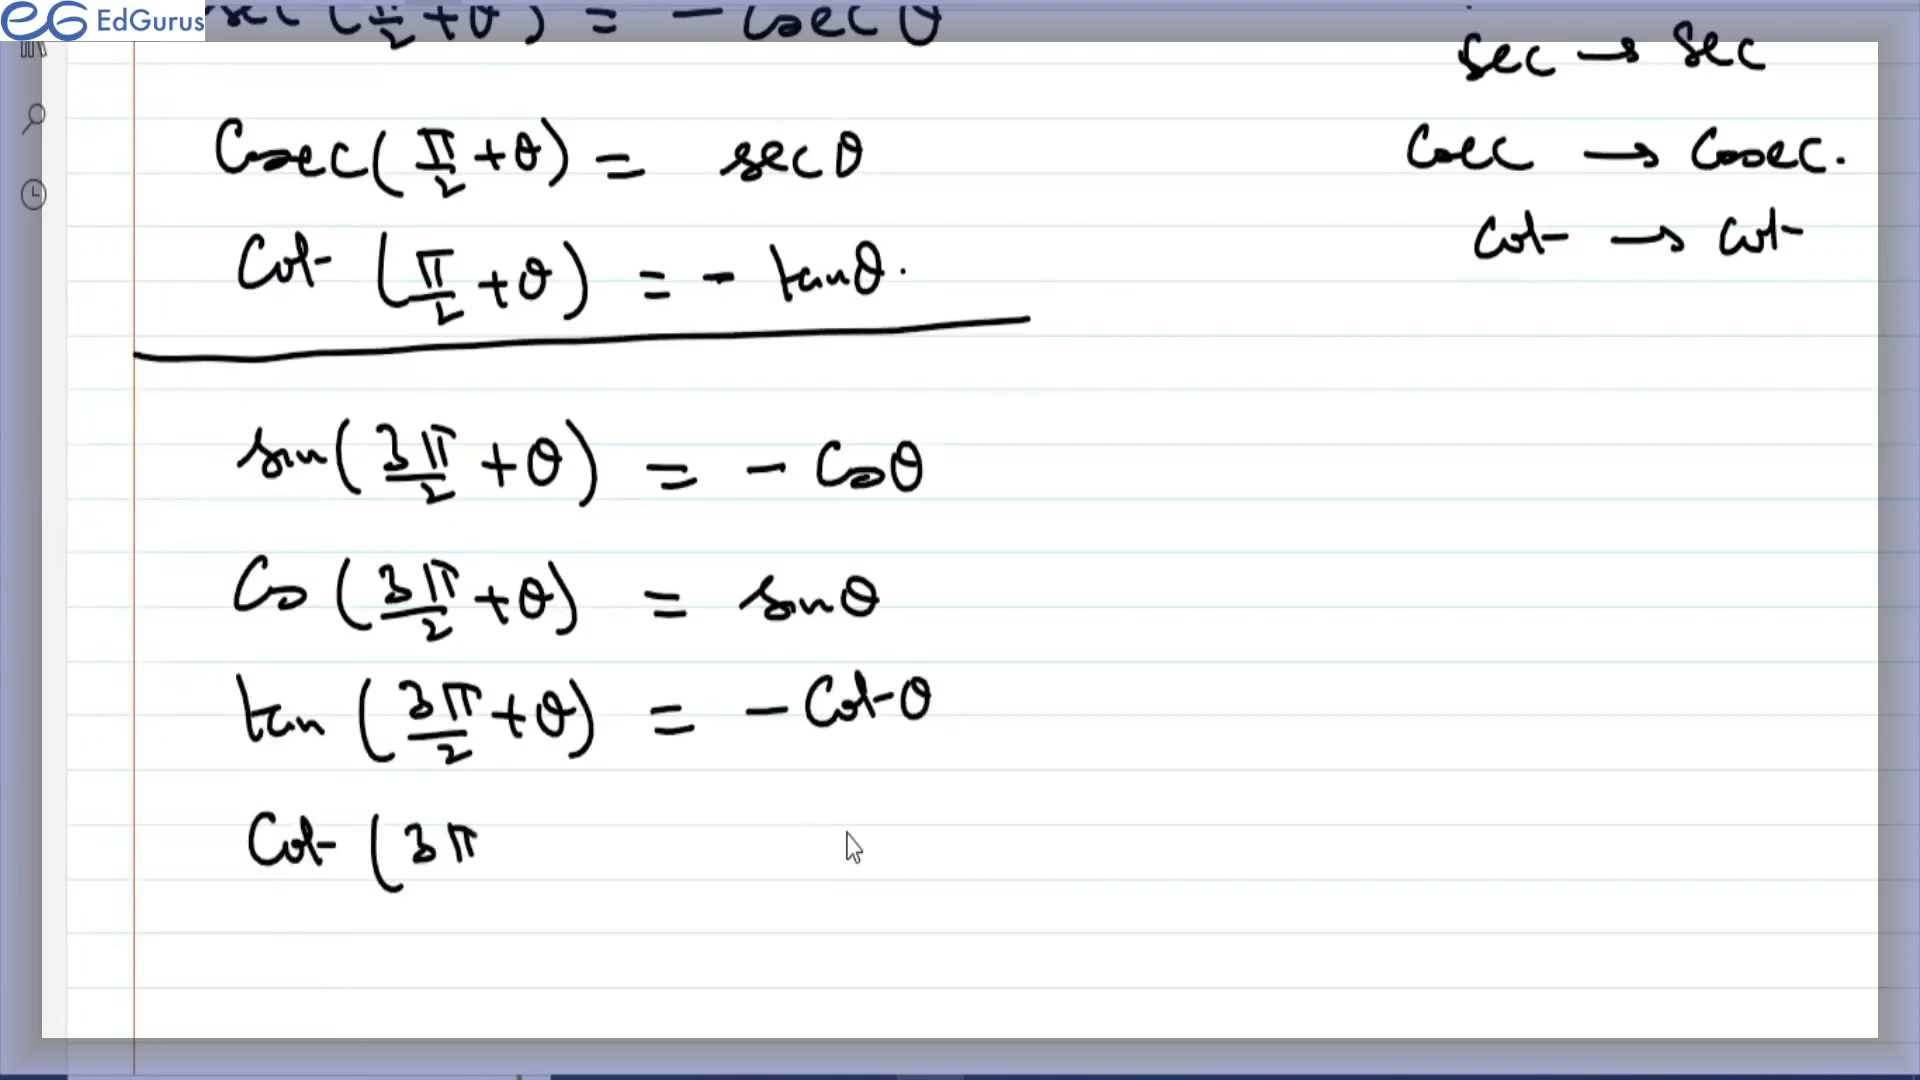 EdGurus
sec (π/2 + θ) = - Cosec θ
Cosec (π/2 + θ) = sec θ
Cot (π/2 + θ) = - tan θ.
sin (3π/2 + θ) = - Cos θ
Cos (3π/2 + θ) = sin θ
tan (3π/2 + θ) = - Cot θ
Cot (3π
sec → sec
Cosec → Cosec.
Cot → Cot